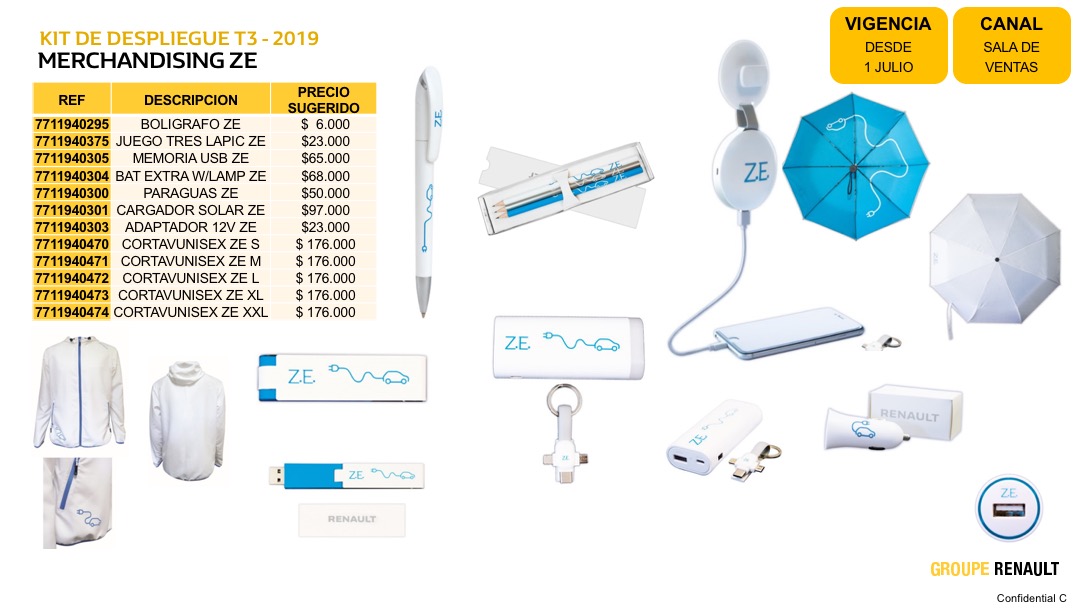 KIT DE DESPLIEGUE T3 - 2019
MERCHANDISING ZE
VIGENCIA
DESDE
1 JULIO
CANAL
SALA DE
VENTAS
REF DESCRIPCION PRECIO SUGERIDO
7711940295 BOLIGRAFO ZE $ 6.000
7711940375 JUEGO TRES LAPIC ZE $23.000
7711940305 MEMORIA USB ZE $65.000
7711940304 BAT EXTRA W/LAMP ZE $68.000
7711940300 PARAGUAS ZE $50.000
7711940301 CARGADOR SOLAR ZE $97.000
7711940303 ADAPTADOR 12V ZE $23.000
7711940470 CORTAVUNISEX ZE S $ 176.000
7711940471 CORTAVUNISEX ZE M $ 176.000
7711940472 CORTAVUNISEX ZE L $ 176.000
7711940473 CORTAVUNISEX ZE XL $ 176.000
7711940474 CORTAVUNISEX ZE XXL $ 176.000
Z.E.
Z.E.
Z.E.
Z.E.
Z.E.
Z.E.
Z.E.
RENAULT
Z.E.
RENAULT
Z.E.
GROUPE RENAULT
Confidential C